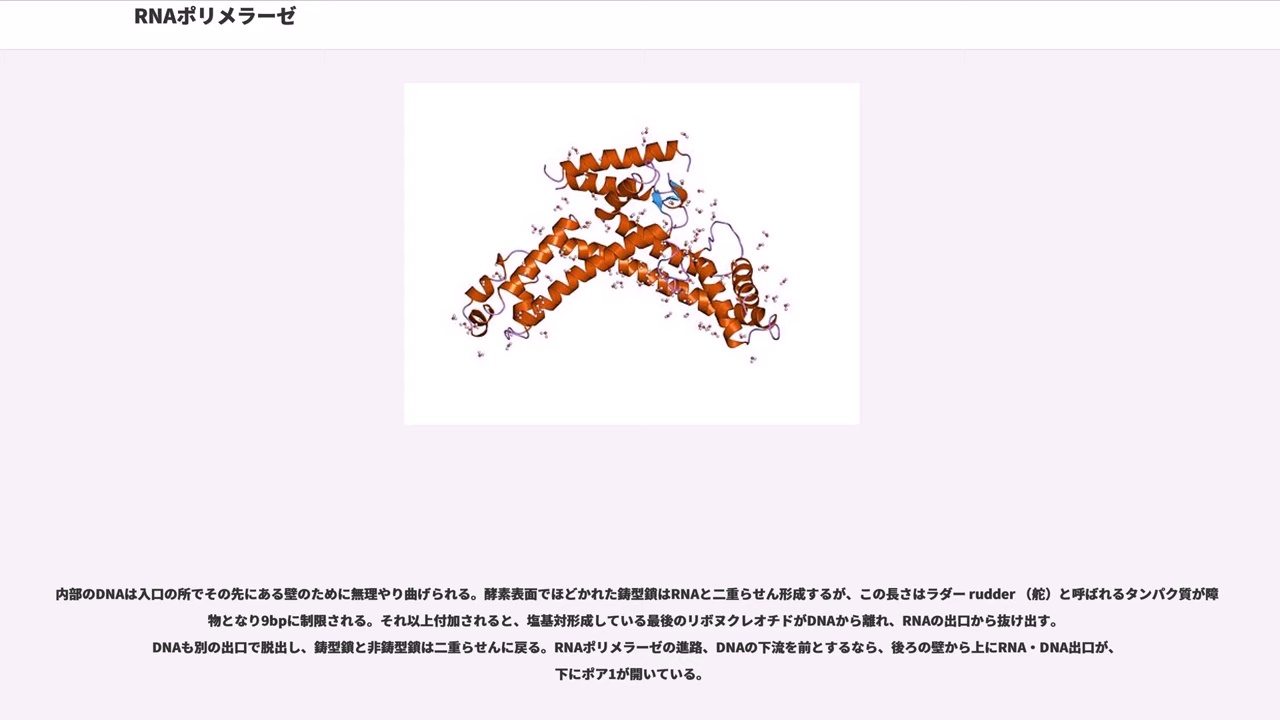 RNAポリメラーゼ
内部のDNAは入口の所でその先にある壁のために無理やり曲げられる。酵素表面でほどかれた鋳型鎖はRNAと二重らせん形成するが、この長さはラダー rudder （舵）と呼ばれるタンパク質が障
物となり9bpに制限される。それ以上付加されると、塩基対形成している最後のリボヌクレオチドがDNAから離れ、RNAの出口から抜け出す。
DNAも別の出口で脱出し、鋳型鎖と非鋳型鎖は二重らせんに戻る。RNAポリメラーゼの進路、DNAの下流を前とするなら、後ろの壁から上にRNA・DNA出口が、
下にポア1が開いている。